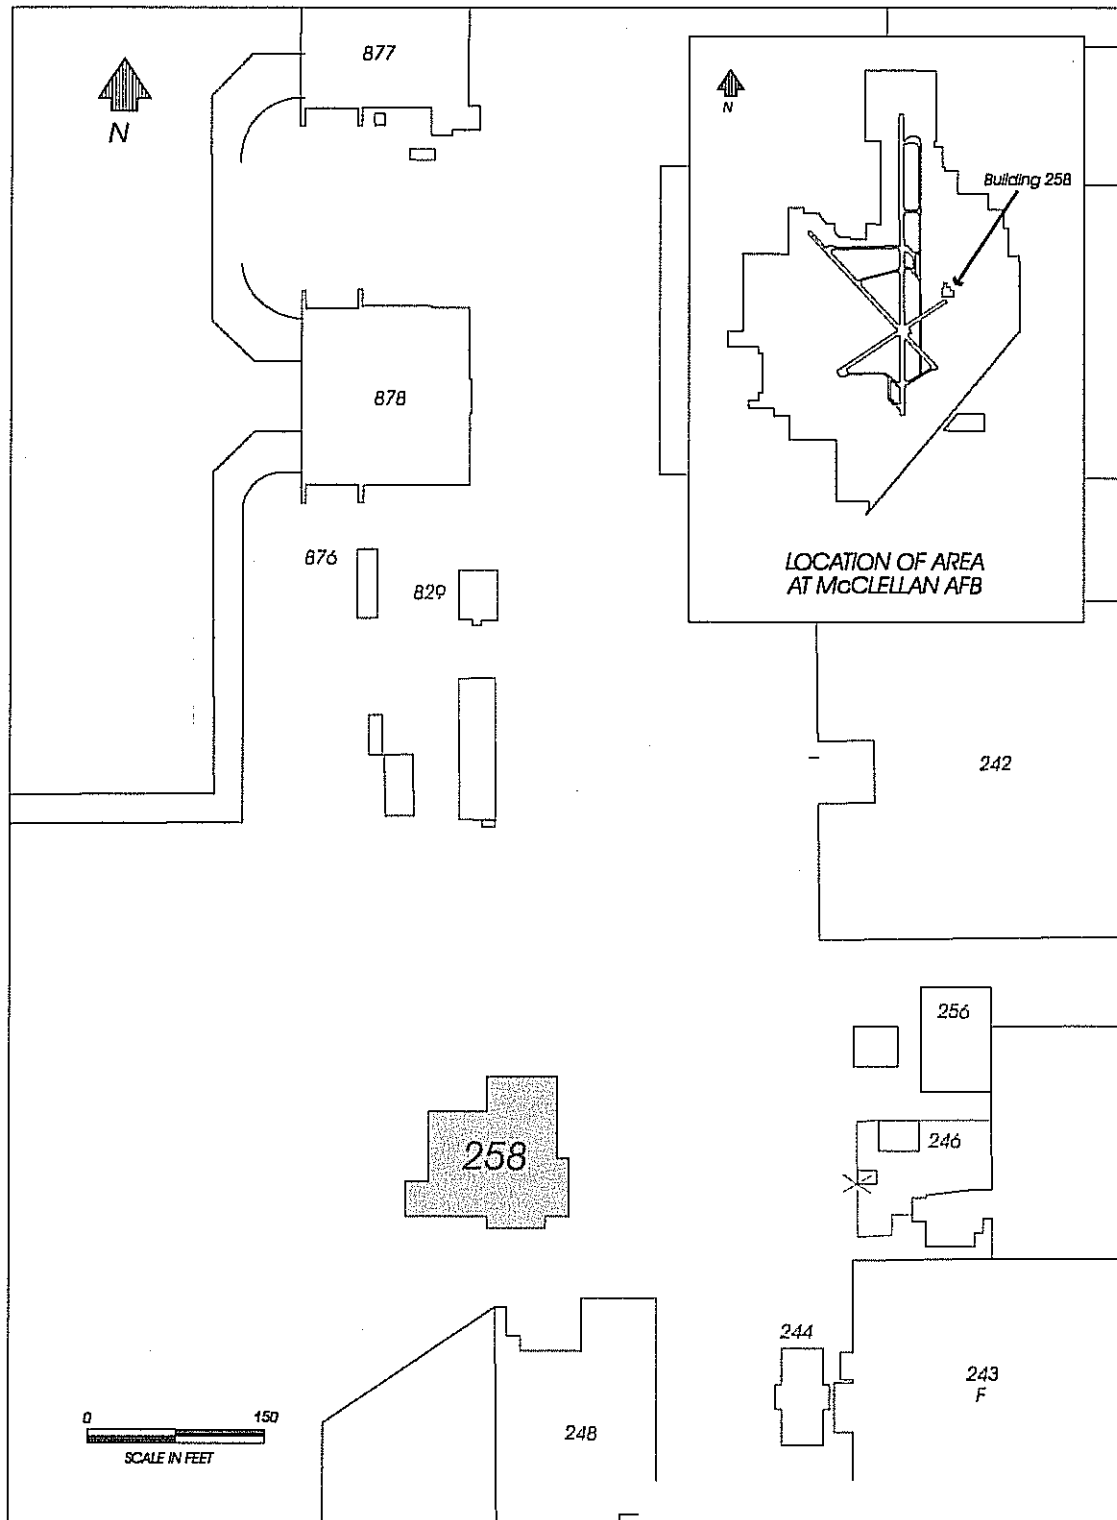 877
N
N
Building 258
878
LOCATION OF AREA
AT McCLELLAN AFB
876
829
242
256
246
258
244
243
F
248
0 150
SCALE IN FEET